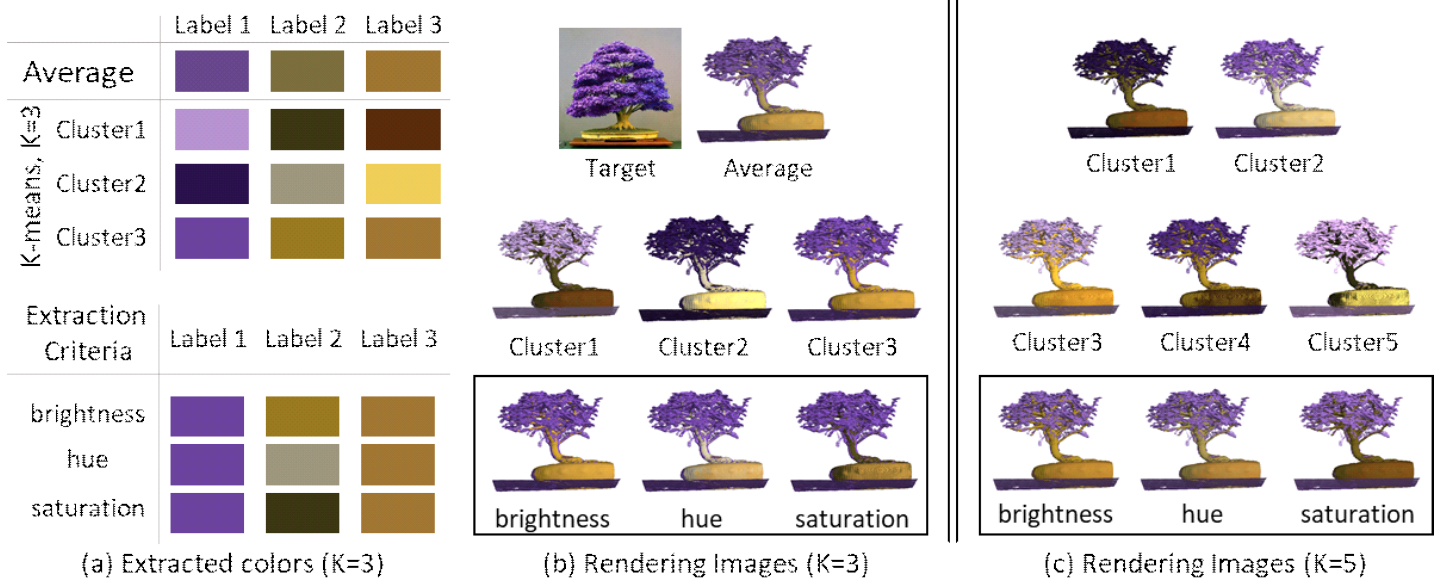 Label 1 Label 2 Label 3
Average
K-means, K=3
Cluster1
Cluster2
Cluster3
Extraction
Criteria
Label 1 Label 2 Label 3
brightness
hue
saturation
(a) Extracted colors (K=3)
Target Average
Cluster1 Cluster2 Cluster3
brightness hue saturation
(b) Rendering Images (K=3)
Cluster1 Cluster2
Cluster3 Cluster4 Cluster5
brightness hue saturation
(c) Rendering Images (K=5)